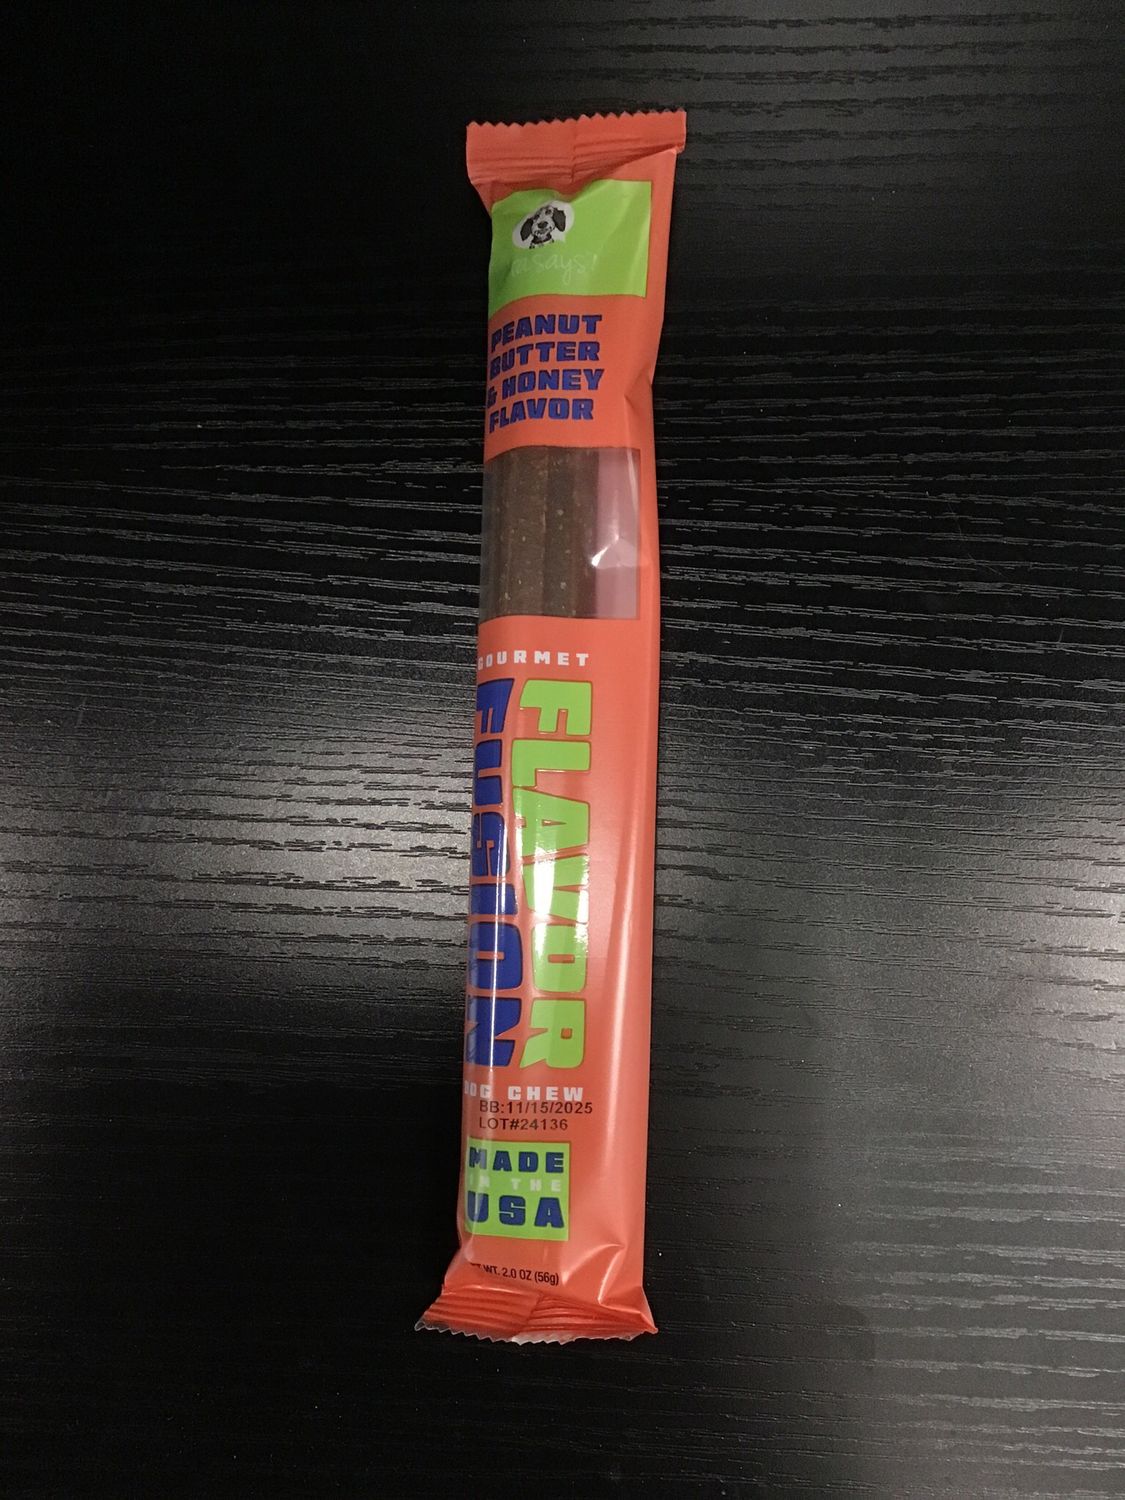 PEANUT
BUTTER
& HONEY
FLAVOR
GOURMET
FLAVOR
FUSION
DOG CHEW
BB:11/15/2025
LOT#24136
MADE
IN THE
USA
WT. 2.0 OZ (56g)